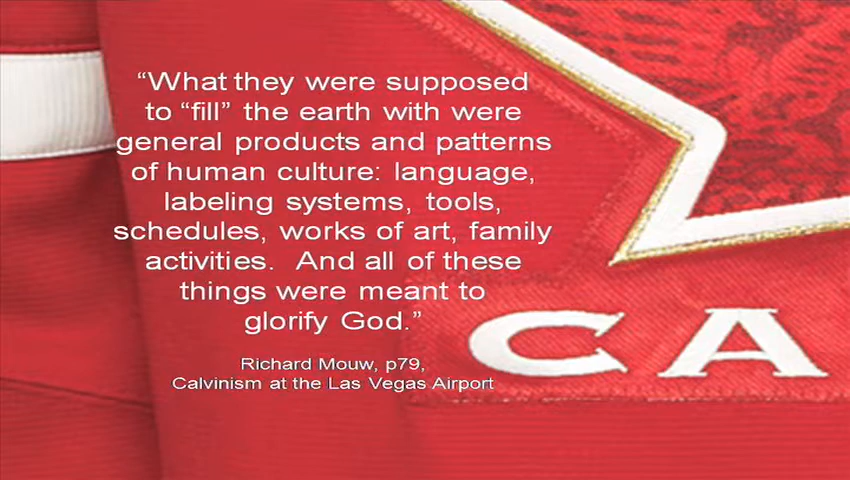 “What they were supposed
to “fill” the earth with were
general products and patterns
of human culture: language,
labeling systems, tools,
schedules, works of art, family
activities.  And all of these
things were meant to
glorify God.”
Richard Mouw, p79,
Calvinism at the Las Vegas Airport
CA